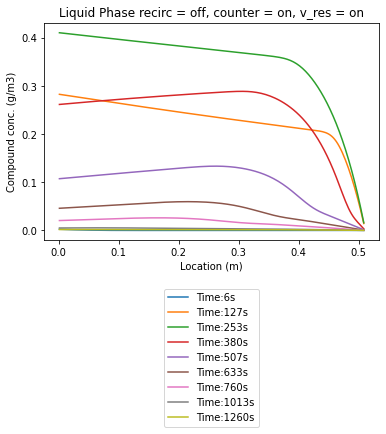 Liquid Phase recirc = off, counter = on, v_res = on
Compound conc. (g/m3)
0.4
0.3
0.2
0.1
0.0
0.0 0.1 0.2 0.3 0.4 0.5
Location (m)
Time:6s
Time:127s
Time:253s
Time:380s
Time:507s
Time:633s
Time:760s
Time:1013s
Time:1260s